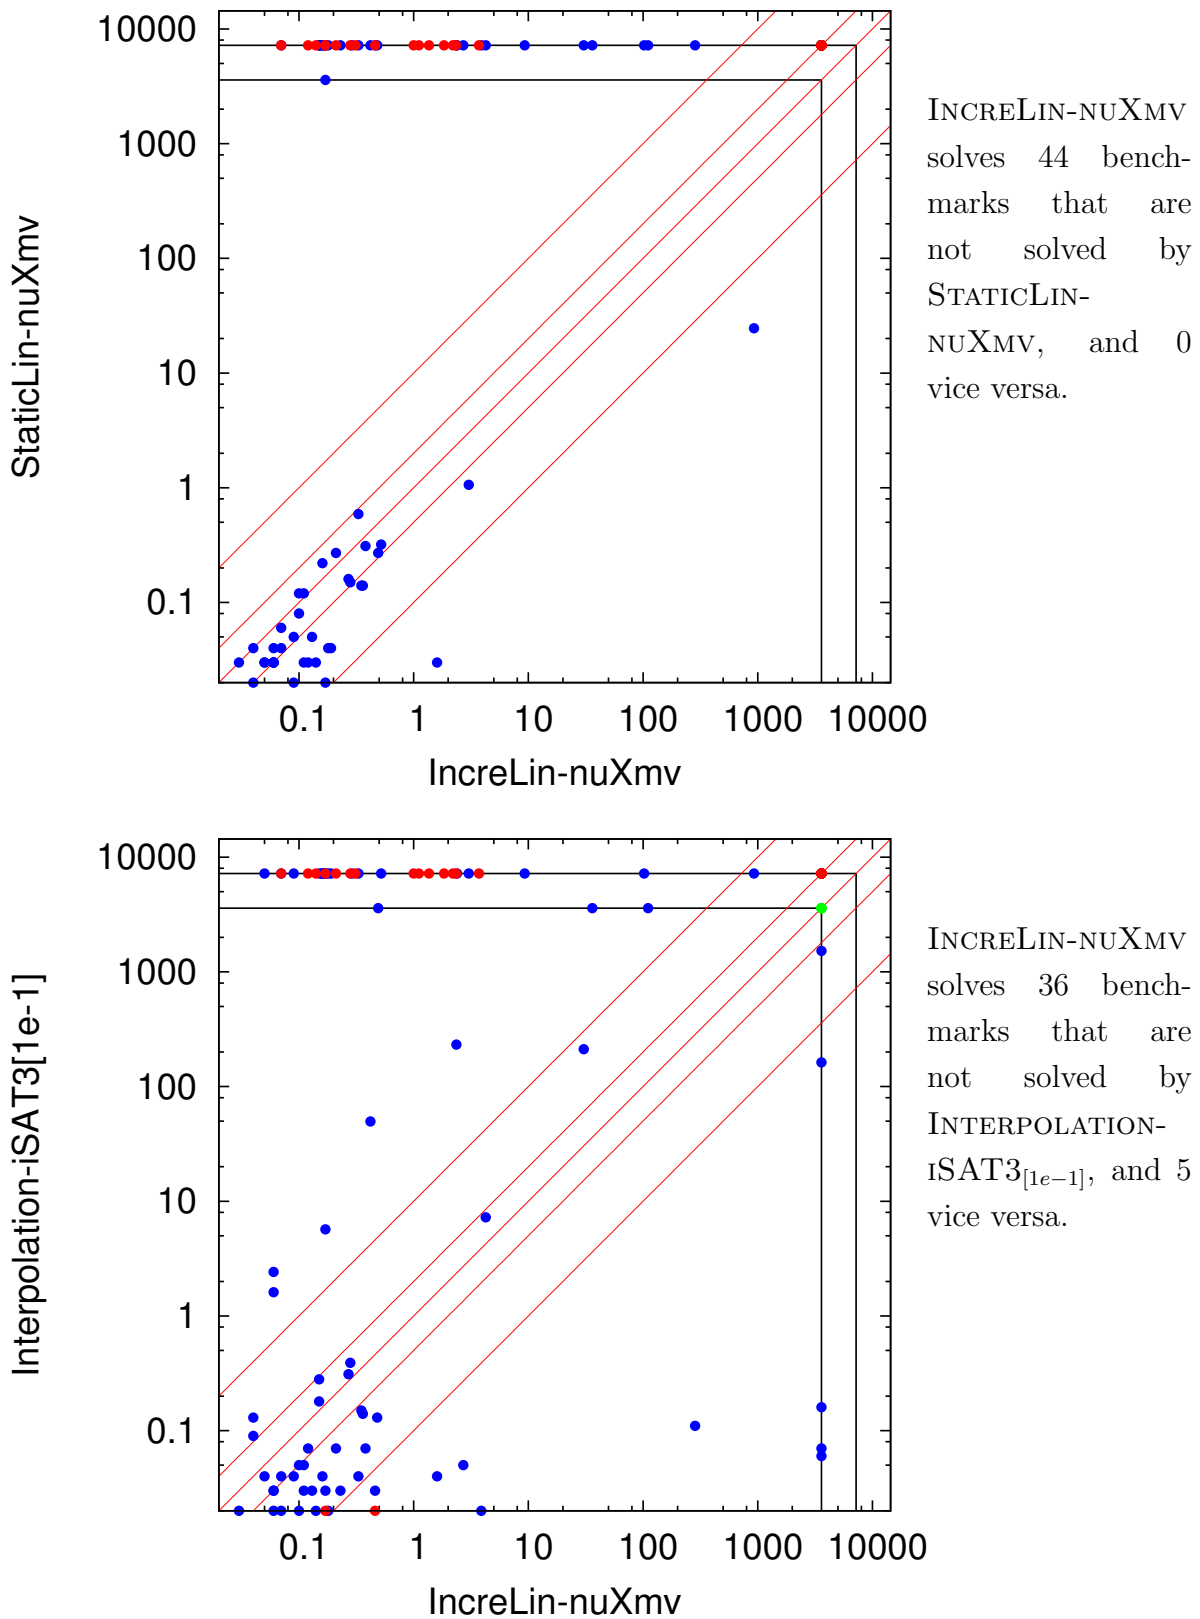 10000
1000
100
10
1
0.1
StaticLin-nuXmv
0.1 1 10 100 1000 10000
IncreLin-nuXmv
INCRELIN-NUXMV
solves 44 bench-
marks that are
not solved by
STATICLIN-
NUXMV, and 0
vice versa.
10000
1000
100
10
1
0.1
Interpolation-iSAT3[1e-1]
0.1 1 10 100 1000 10000
IncreLin-nuXmv
INCRELIN-NUXMV
solves 36 bench-
marks that are
not solved by
INTERPOLATION-
ISAT3[1e−1], and 5
vice versa.